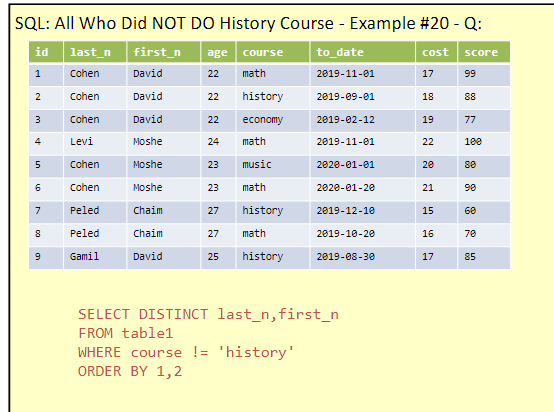 SQL: All Who Did NOT DO History Course - Example #20 - Q:
id last_n first_n age course to_date cost score
1 Cohen David 22 math 2019-11-01 17 99
2 Cohen David 22 history 2019-09-01 18 88
3 Cohen David 22 economy 2019-02-12 19 77
4 Levi Moshe 24 math 2019-11-01 22 100
5 Cohen Moshe 23 music 2020-01-01 20 80
6 Cohen Moshe 23 math 2020-01-20 21 90
7 Peled Chaim 27 history 2019-12-10 15 60
8 Peled Chaim 27 math 2019-10-20 16 70
9 Gamil David 25 history 2019-08-30 17 85
SELECT DISTINCT last_n,first_n
FROM table1
WHERE course != 'history'
ORDER BY 1,2